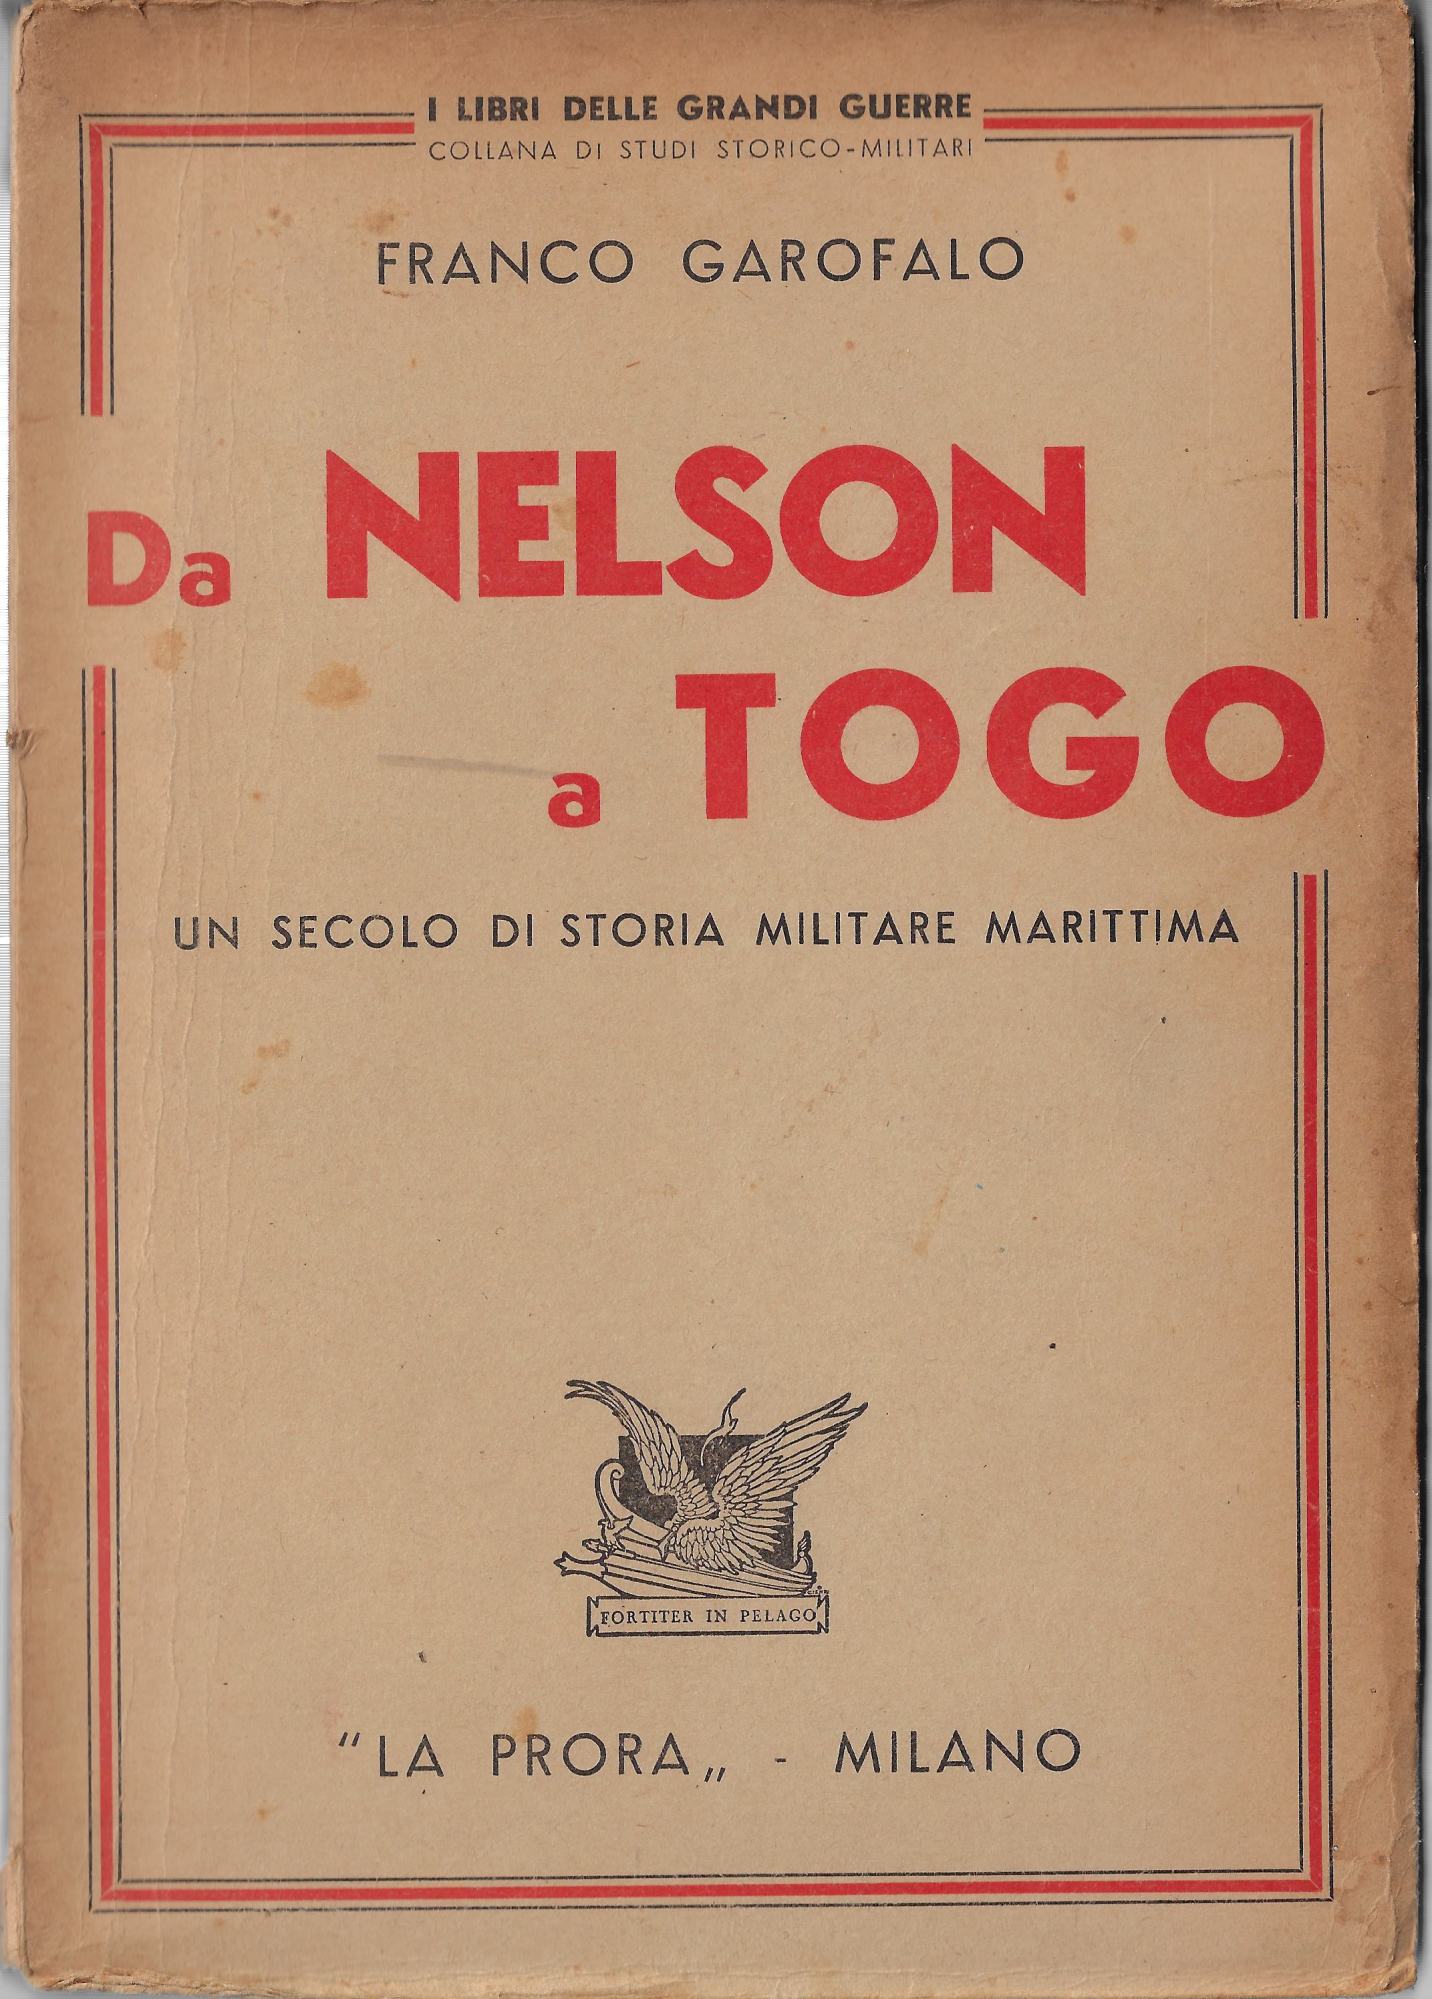 I LIBRI DELLE GRANDI GUERRE
COLLANA DI STUDI STORICO-MILITARI
FRANCO GAROFALO
Da NELSON
a TOGO
UN SECOLO DI STORIA MILITARE MARITTIMA
FORTITER IN PELAGO
"LA PRORA„ - MILANO